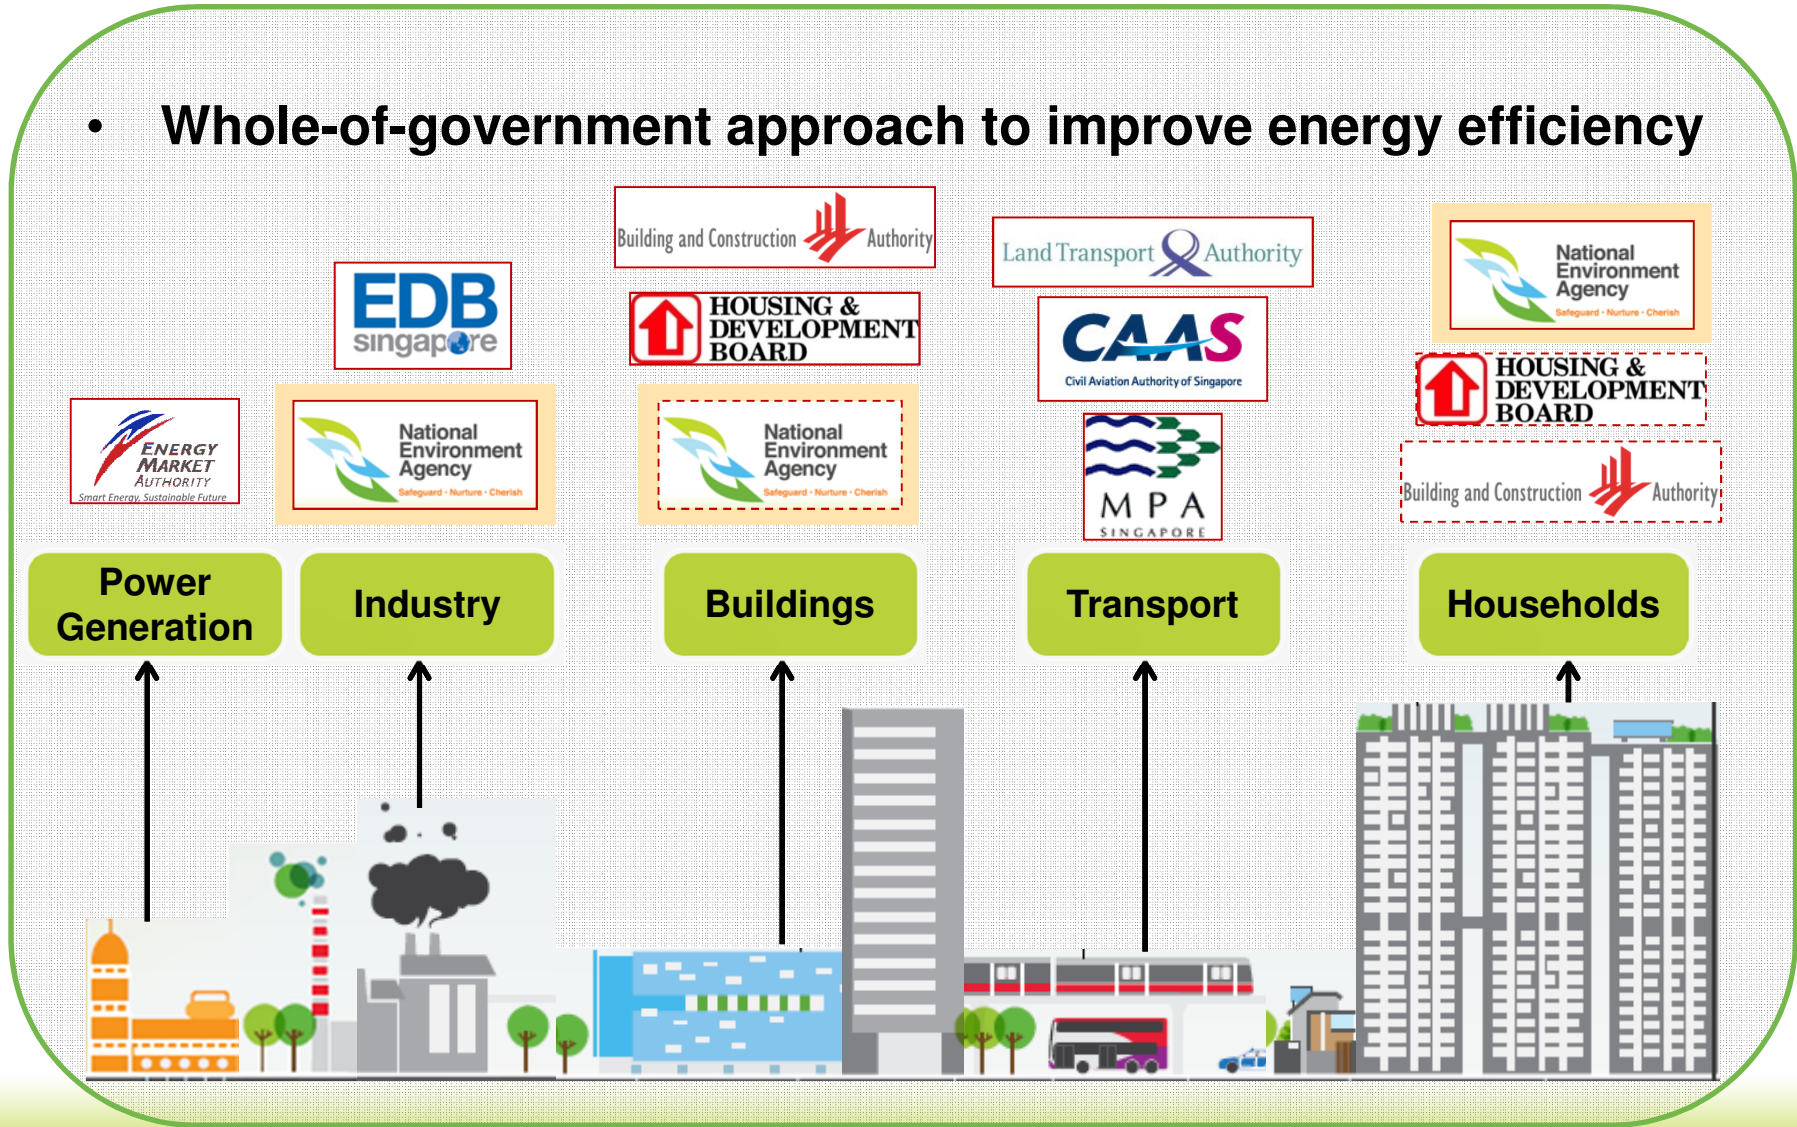 • Whole-of-government approach to improve energy efficiency
ENERGY
MARKET
AUTHORITY
Smart Energy, Sustainable Future
EDB
singapore
National
Environment
Agency
Safeguard · Nurture · Cherish
Building and Construction Authority
HOUSING &
DEVELOPMENT
BOARD
National
Environment
Agency
Safeguard · Nurture · Cherish
Land Transport Authority
CAAS
Civil Aviation Authority of Singapore
MPA
SINGAPORE
National
Environment
Agency
Safeguard · Nurture · Cherish
HOUSING &
DEVELOPMENT
BOARD
Building and Construction Authority
Power
Generation
Industry
Buildings
Transport
Households